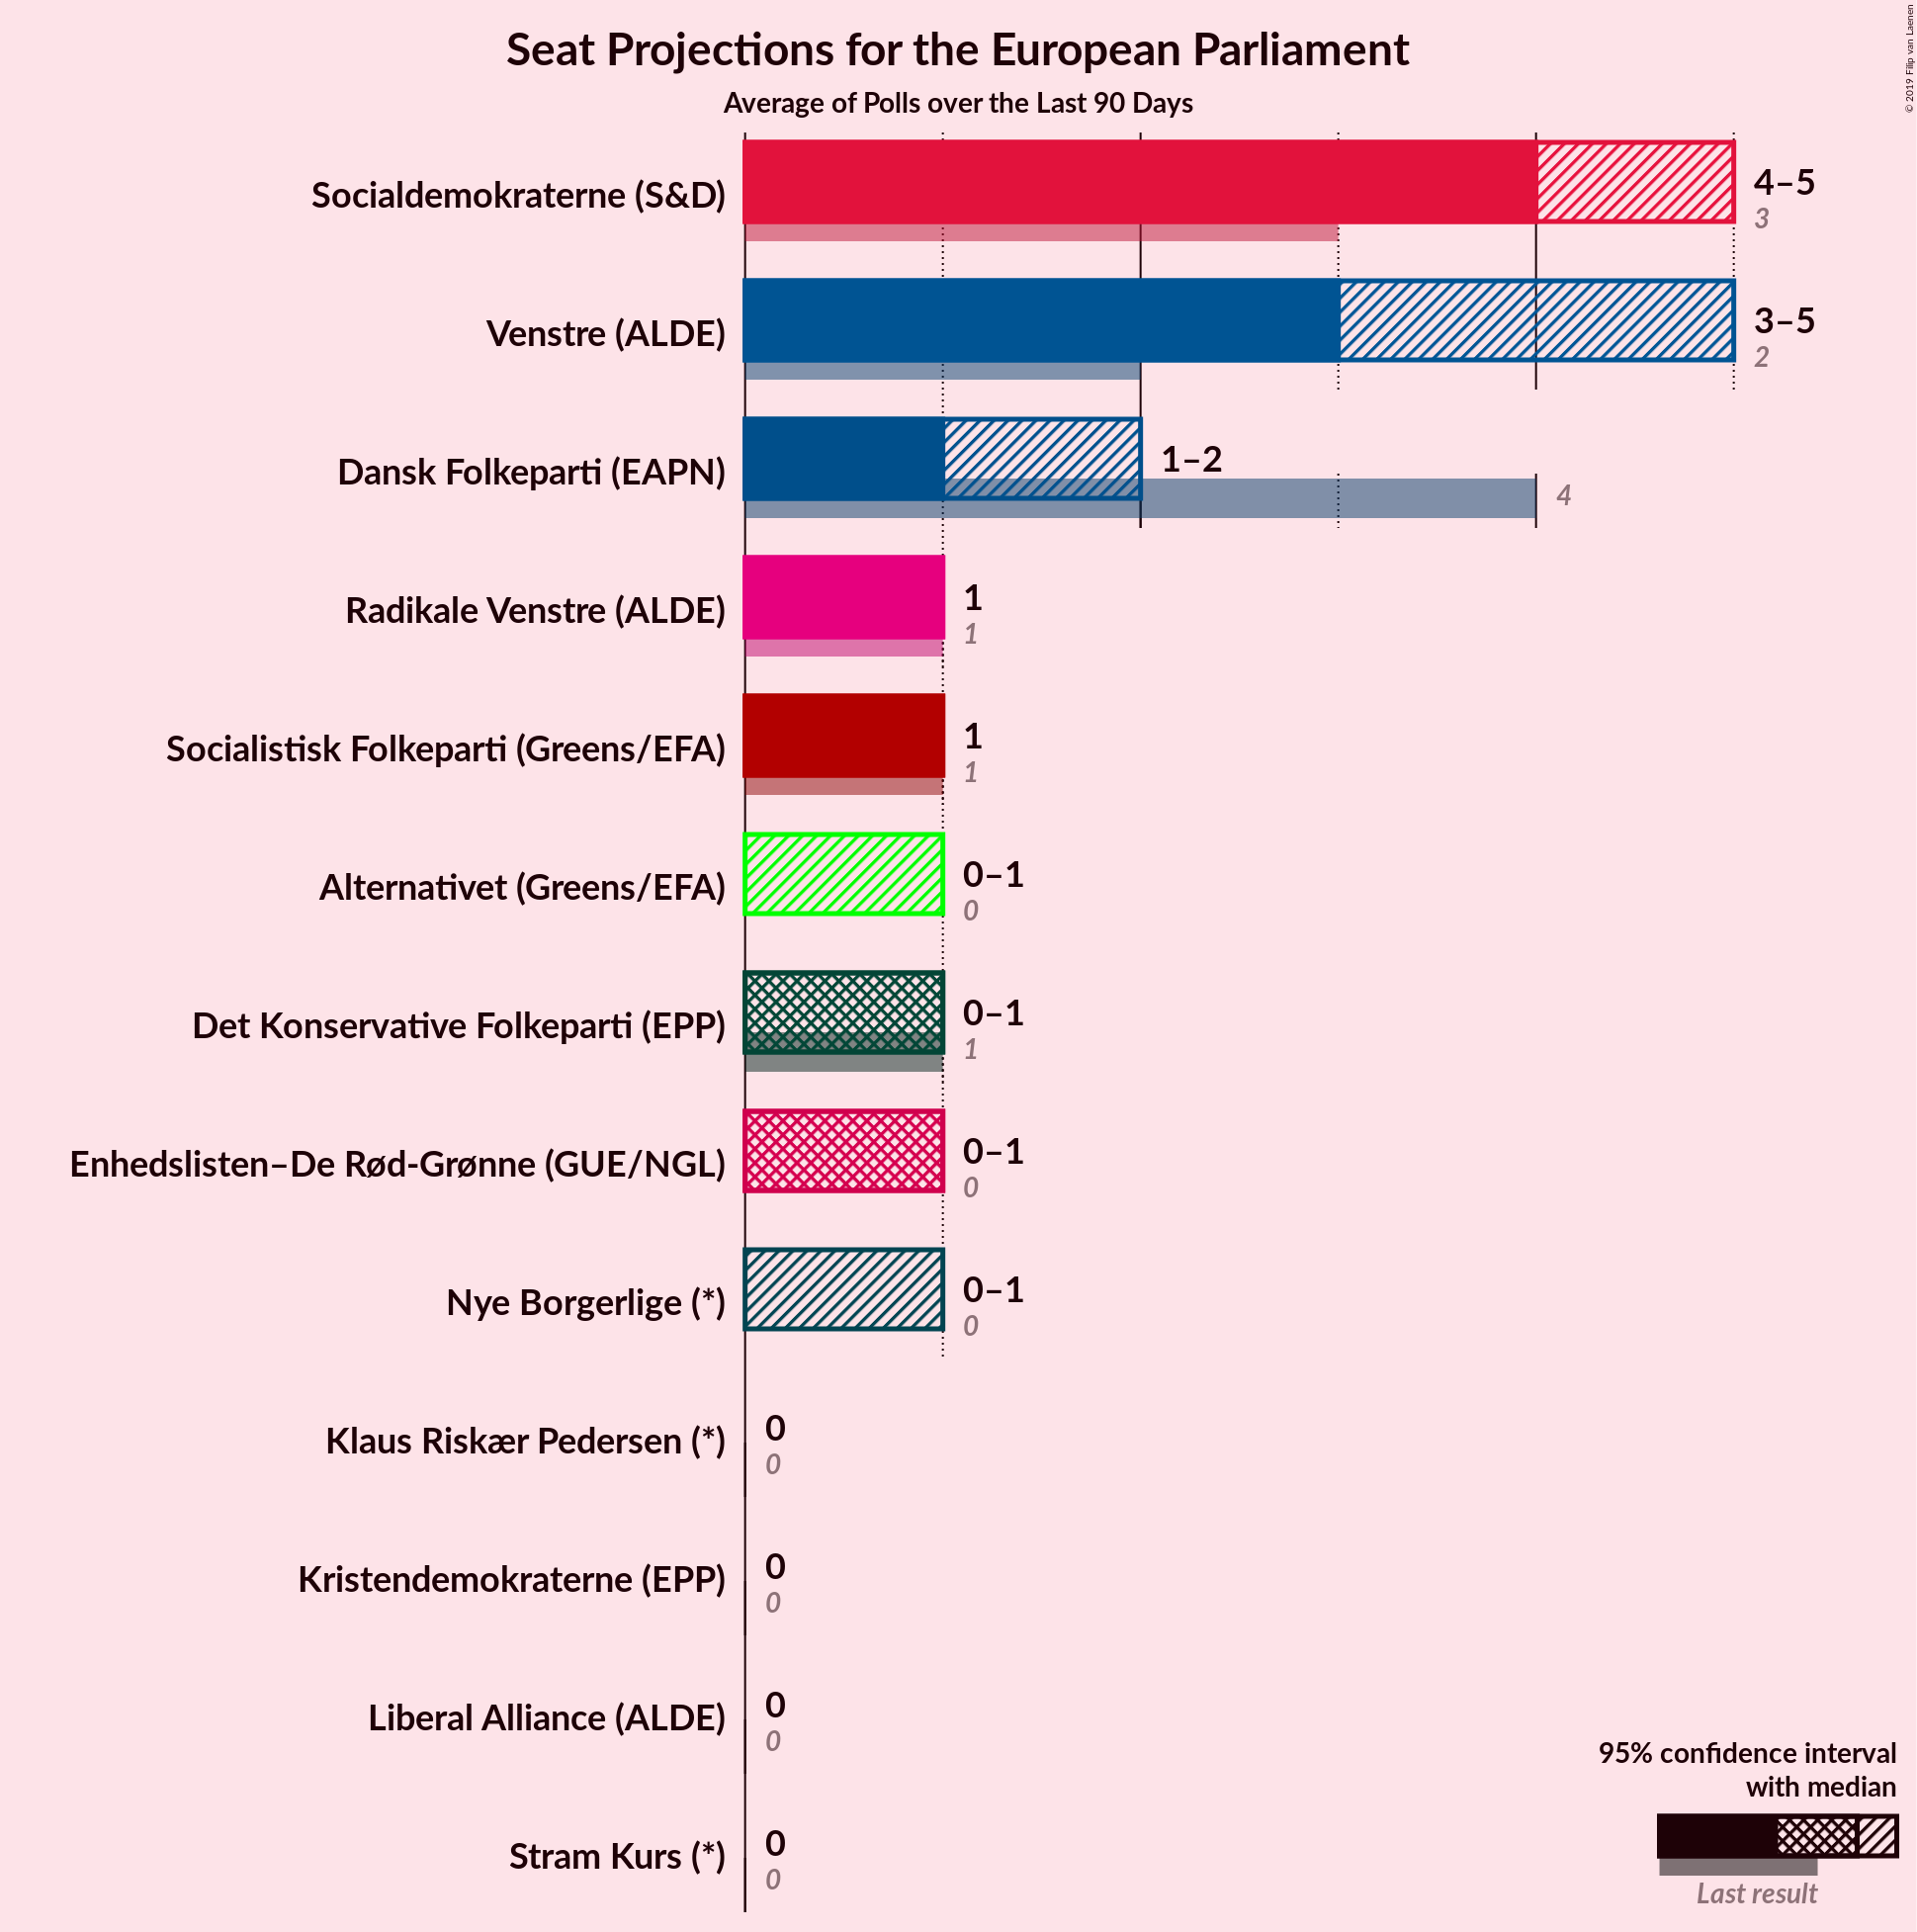 Seat Projections for the European Parliament
Average of Polls over the Last 90 Days
© 2019 Filip van Laenen
Socialdemokraterne (S&D)
4–5
3
Venstre (ALDE)
3–5
2
Dansk Folkeparti (EAPN)
1–2
4
Radikale Venstre (ALDE)
1
1
Socialistisk Folkeparti (Greens/EFA)
1
1
Alternativet (Greens/EFA)
0–1
0
Det Konservative Folkeparti (EPP)
0–1
1
Enhedslisten–De Rød-Grønne (GUE/NGL)
0–1
0
Nye Borgerlige (*)
0–1
0
Klaus Riskær Pedersen (*)
0
0
Kristendemokraterne (EPP)
0
0
Liberal Alliance (ALDE)
0
0
Stram Kurs (*)
0
0
95% confidence interval
with median
Last result